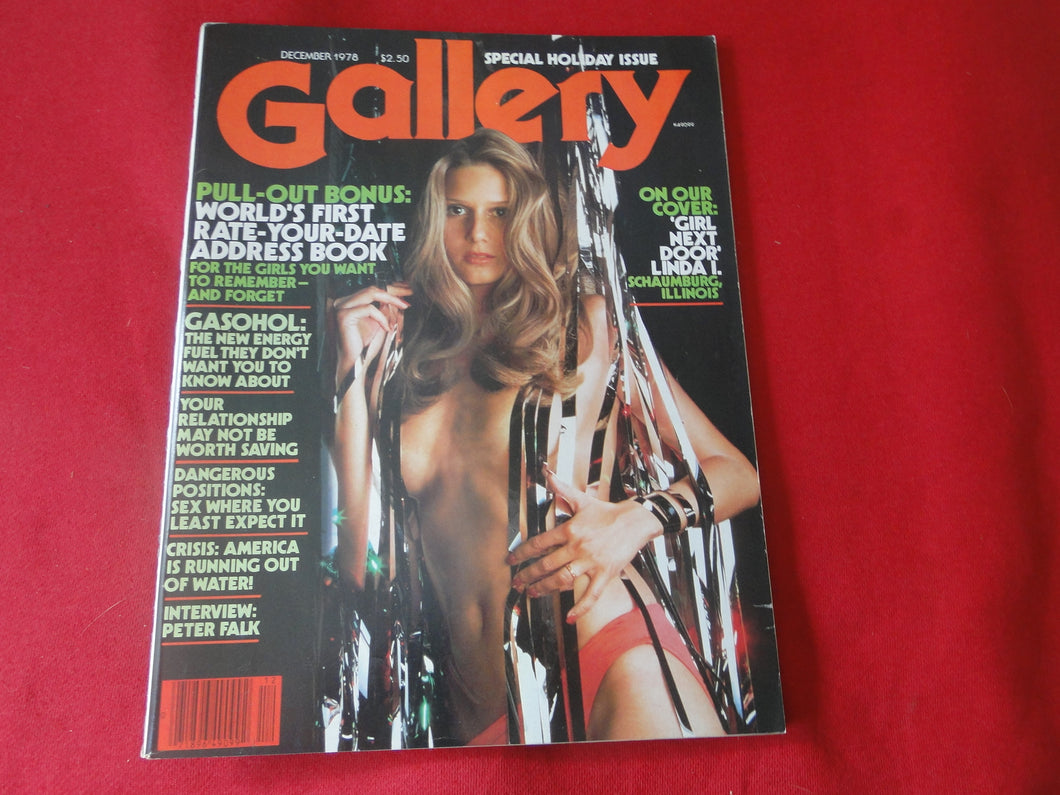 DECEMBER 1978 $2.50
SPECIAL HOLIDAY ISSUE
Gallery
PULL-OUT BONUS:
WORLD'S FIRST
RATE-YOUR-DATE
ADDRESS BOOK
FOR THE GIRLS YOU WANT
TO REMEMBER—
AND FORGET
GASOHOL:
THE NEW ENERGY
FUEL THEY DON'T
WANT YOU TO
KNOW ABOUT
YOUR
RELATIONSHIP
MAY NOT BE
WORTH SAVING
DANGEROUS
POSITIONS:
SEX WHERE YOU
LEAST EXPECT IT
CRISIS: AMERICA
IS RUNNING OUT
OF WATER!
INTERVIEW:
PETER FALK
ON OUR
COVER:
'GIRL
NEXT
DOOR'
LINDA I.
SCHAUMBURG,
ILLINOIS
12